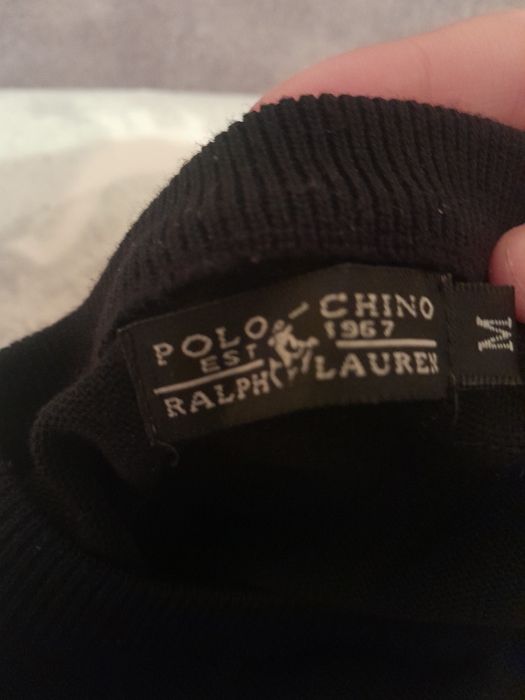 POLO CHINO
EST 1967
RALPH LAUREN
M